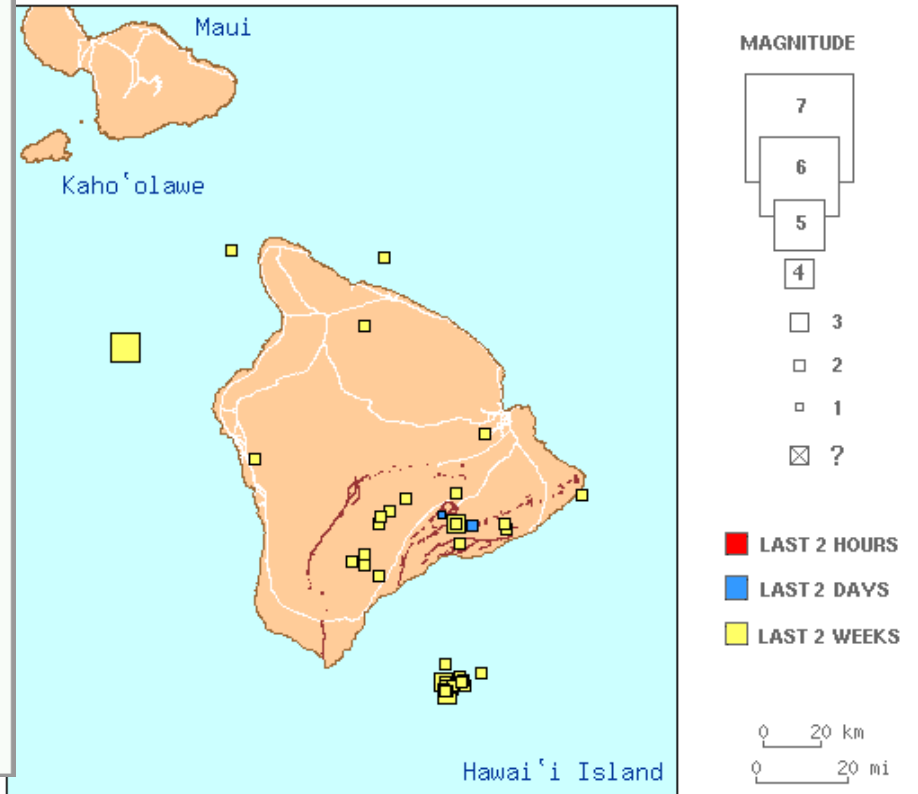 Maui
Kahoʻolawe
Hawaiʻi Island
MAGNITUDE
7
6
5
4
3
2
1
?
LAST 2 HOURS
LAST 2 DAYS
LAST 2 WEEKS
0 20 km
0 20 mi